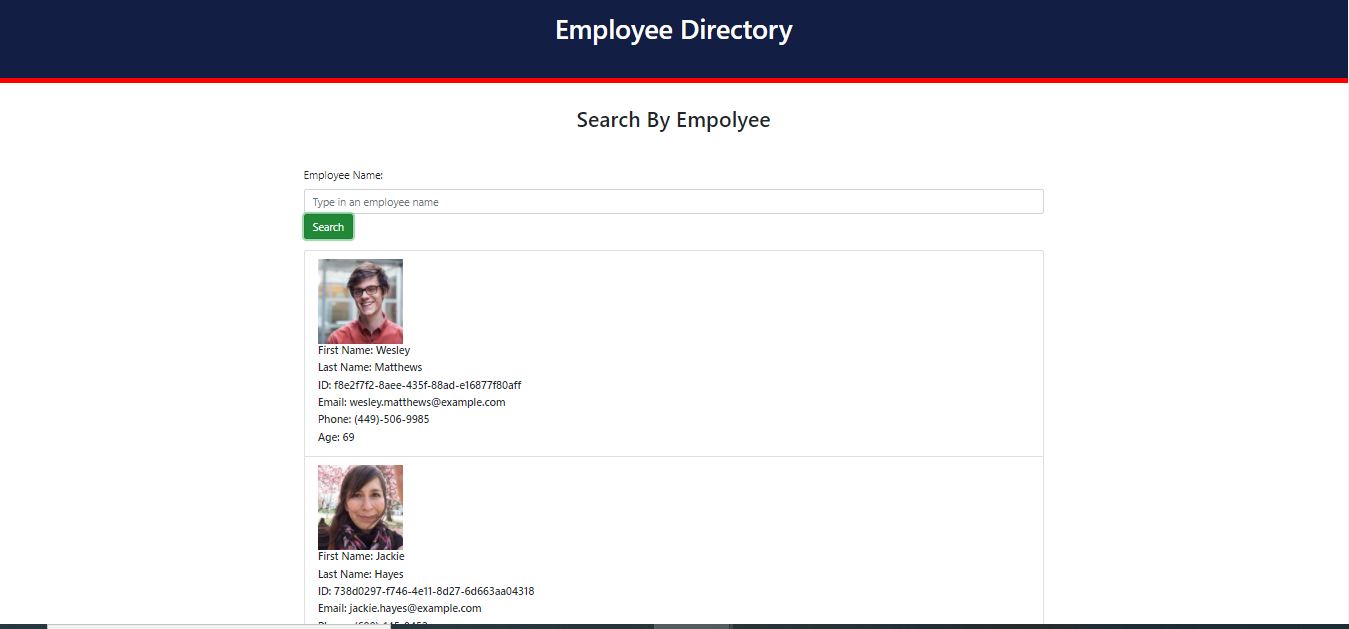 Employee Directory
Search By Empolyee
Employee Name:
Type in an employee name
Search
First Name: Wesley
Last Name: Matthews
ID: f8e2f7f2-8aee-435f-88ad-e16877f80aff
Email: wesley.matthews@example.com
Phone: (449)-506-9985
Age: 69
First Name: Jackie
Last Name: Hayes
ID: 738d0297-f746-4e11-8d27-6d663aa04318
Email: jackie.hayes@example.com